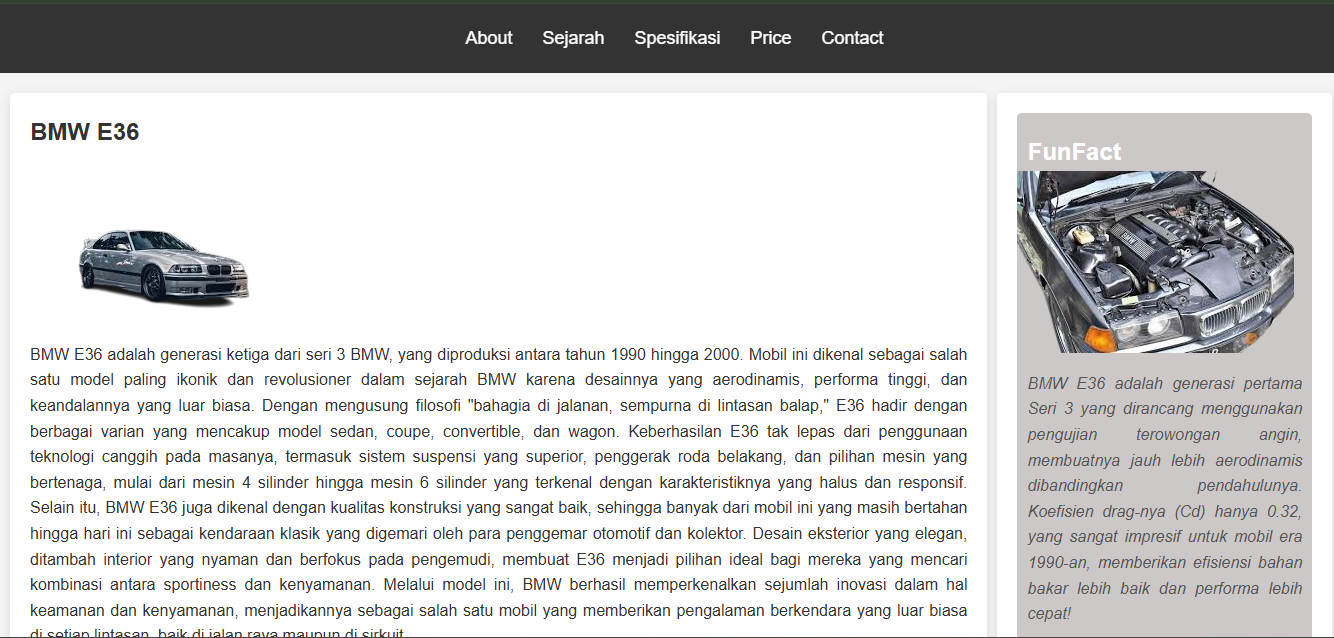 About Sejarah Spesifikasi Price Contact
BMW E36
BMW E36 adalah generasi ketiga dari seri 3 BMW, yang diproduksi antara tahun 1990 hingga 2000. Mobil ini dikenal sebagai salah
satu model paling ikonik dan revolusioner dalam sejarah BMW karena desainnya yang aerodinamis, performa tinggi, dan
keandalannya yang luar biasa. Dengan mengusung filosofi "bahagia di jalanan, sempurna di lintasan balap," E36 hadir dengan
berbagai varian yang mencakup model sedan, coupe, convertible, dan wagon. Keberhasilan E36 tak lepas dari penggunaan
teknologi canggih pada masanya, termasuk sistem suspensi yang superior, penggerak roda belakang, dan pilihan mesin yang
bertenaga, mulai dari mesin 4 silinder hingga mesin 6 silinder yang terkenal dengan karakteristiknya yang halus dan responsif.
Selain itu, BMW E36 juga dikenal dengan kualitas konstruksi yang sangat baik, sehingga banyak dari mobil ini yang masih bertahan
hingga hari ini sebagai kendaraan klasik yang digemari oleh para penggemar otomotif dan kolektor. Desain eksterior yang elegan,
ditambah interior yang nyaman dan berfokus pada pengemudi, membuat E36 menjadi pilihan ideal bagi mereka yang mencari
kombinasi antara sportiness dan kenyamanan. Melalui model ini, BMW berhasil memperkenalkan sejumlah inovasi dalam hal
keamanan dan kenyamanan, menjadikannya sebagai salah satu mobil yang memberikan pengalaman berkendara yang luar biasa
di setiap lintasan, baik di jalan raya maupun di sirkuit
FunFact
BMW
BMW E36 adalah generasi pertama
Seri 3 yang dirancang menggunakan
pengujian terowongan angin,
membuatnya jauh lebih aerodinamis
dibandingkan pendahulunya.
Koefisien drag-nya (Cd) hanya 0.32,
yang sangat impresif untuk mobil era
1990-an, memberikan efisiensi bahan
bakar lebih baik dan performa lebih
cepat!